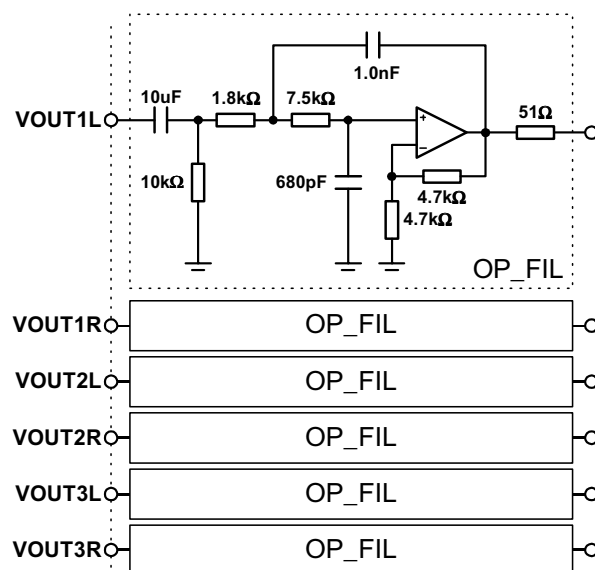 1.0nF
10uF
1.8kΩ
7.5kΩ
51Ω
VOUT1L
+
−
10kΩ
680pF
4.7kΩ
4.7kΩ
OP_FIL
VOUT1R
OP_FIL
VOUT2L
OP_FIL
VOUT2R
OP_FIL
VOUT3L
OP_FIL
VOUT3R
OP_FIL